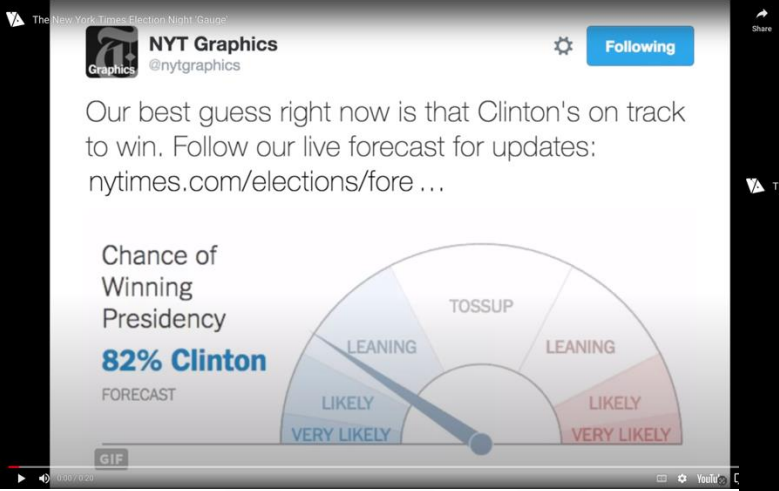 The New York Times Election Night 'Gauge'
Share
Graphics
NYT Graphics
@nytgraphics
Following
Our best guess right now is that Clinton's on track
to win. Follow our live forecast for updates:
nytimes.com/elections/fore ...
Chance of
Winning
Presidency
82% Clinton
FORECAST
TOSSUP
LEANING
LEANING
LIKELY
LIKELY
VERY LIKELY
VERY LIKELY
GIF
0:00 / 0:20